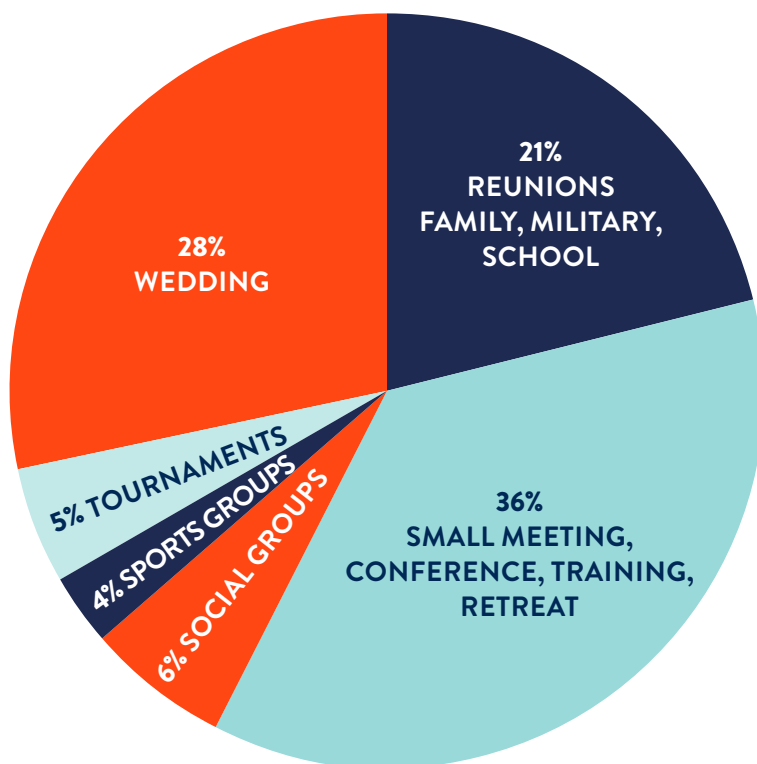 21%
REUNIONS
FAMILY, MILITARY,
SCHOOL
28%
WEDDING
5% TOURNAMENTS
4% SPORTS GROUPS
6% SOCIAL GROUPS
36%
SMALL MEETING,
CONFERENCE, TRAINING,
RETREAT